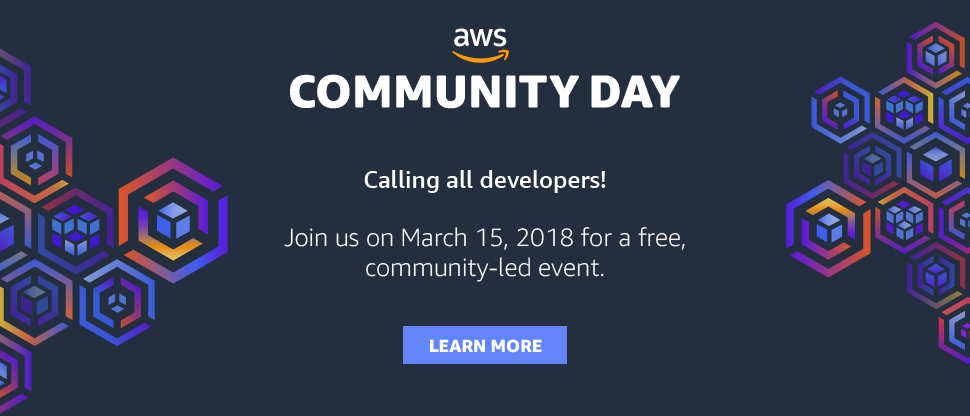 aws
COMMUNITY DAY
Calling all developers!
Join us on March 15, 2018 for a free,
community-led event.
LEARN MORE